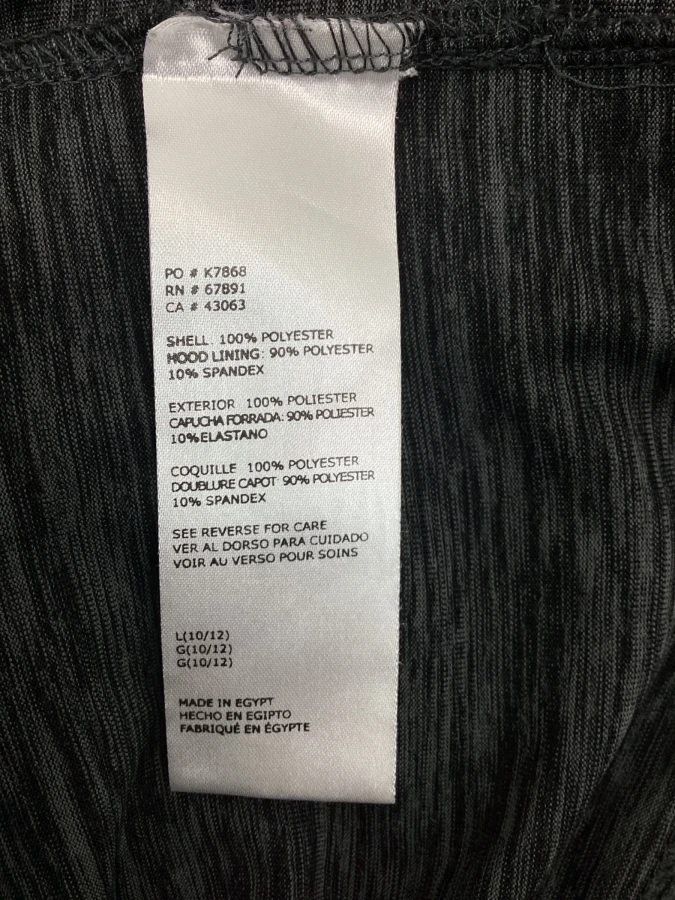 PO # K7868
RN # 67891
CA # 43063
SHELL. 100% POLYESTER
HOOD LINING: 90% POLYESTER
10% SPANDEX
EXTERIOR 100% POLIESTER
CAPUCHA FORRADA: 90% POLIESTER
10% ELASTANO
COQUILLE 100% POLYESTER
DOUBLURE CAPOT 90% POLYESTER
10% SPANDEX
SEE REVERSE FOR CARE
VER AL DORSO PARA CUIDADO
VOIR AU VERSO POUR SOINS
L(10/12)
G(10/12)
G(10/12)
MADE IN EGYPT
HECHO EN EGIPTO
FABRIQUÉ EN ÉGYPTE